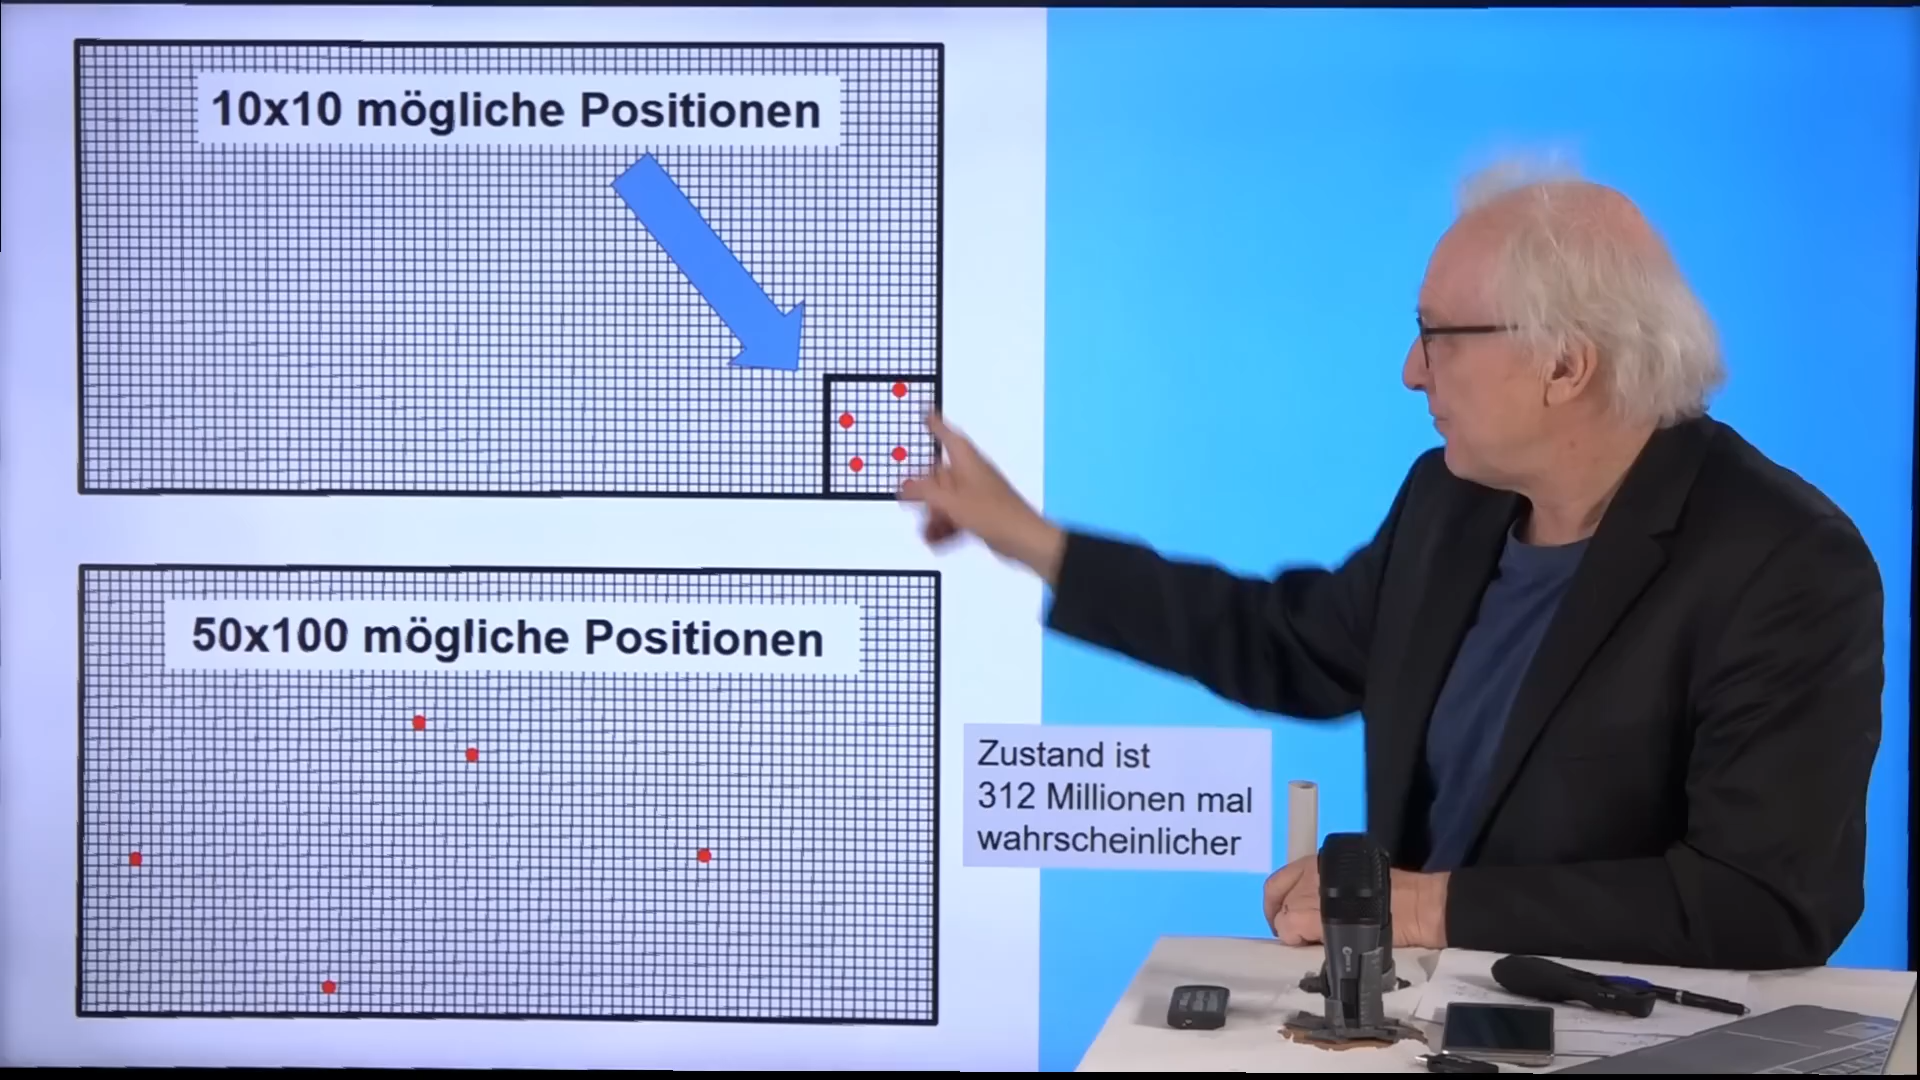 10x10 mögliche Positionen
50x100 mögliche Positionen
Zustand ist
312 Millionen mal
wahrscheinlicher